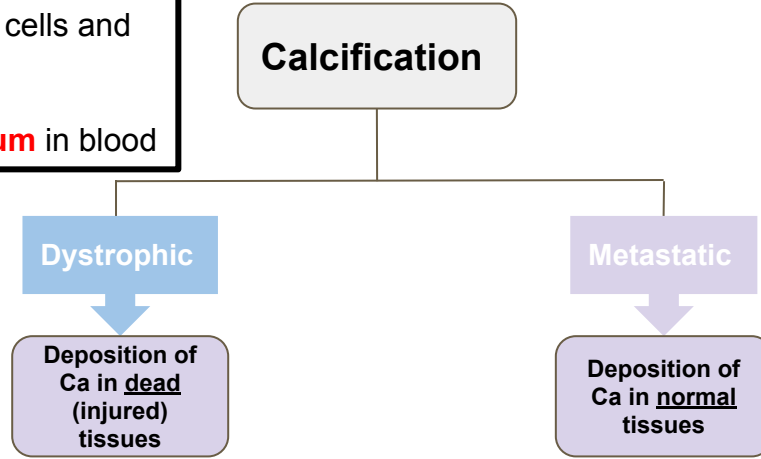 cells and
um in blood
Calcification
Dystrophic
Metastatic
Deposition of
Ca in dead
(injured)
tissues
Deposition of
Ca in normal
tissues